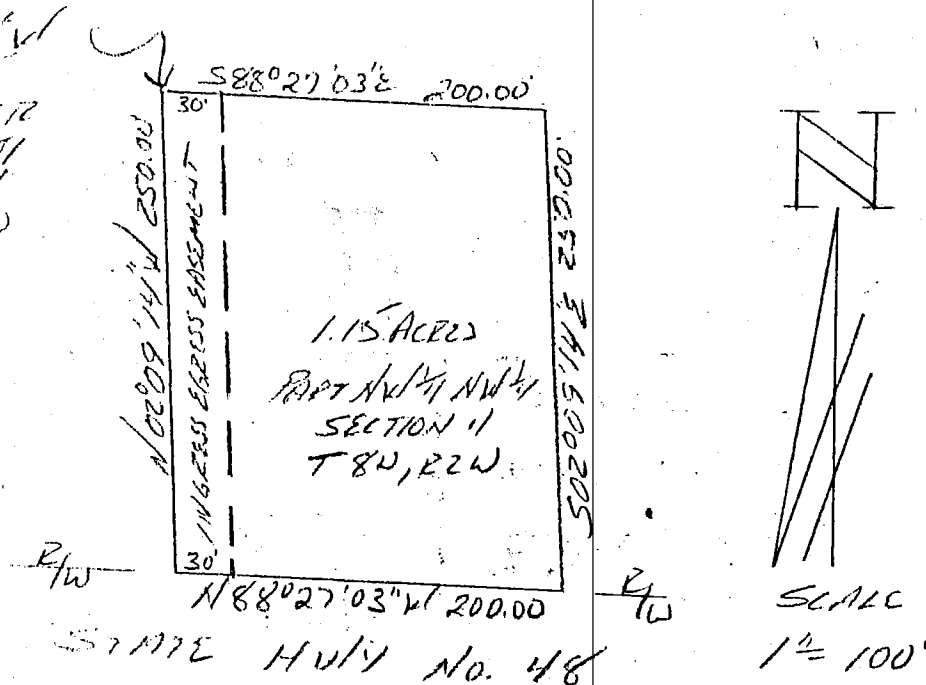 S88°27'03"E 200.00'
30'
N02°09'14"W 250.00
INGRESS EGRESS EASEMENT
S02°09'14"E 250.00'
1.15 ACRES
PART NW¼ NW¼
SECTION 11
T8N, R2W
30'
R/W
N88°27'03"W 200.00
R/W
STATE HWY No. 48
N
SCALE
1"=100'